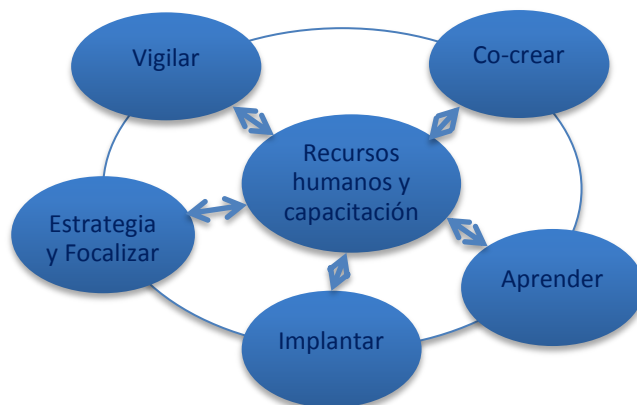 Vigilar
Co-crear
Recursos
humanos y
capacitación
Estrategia
y Focalizar
Aprender
Implantar